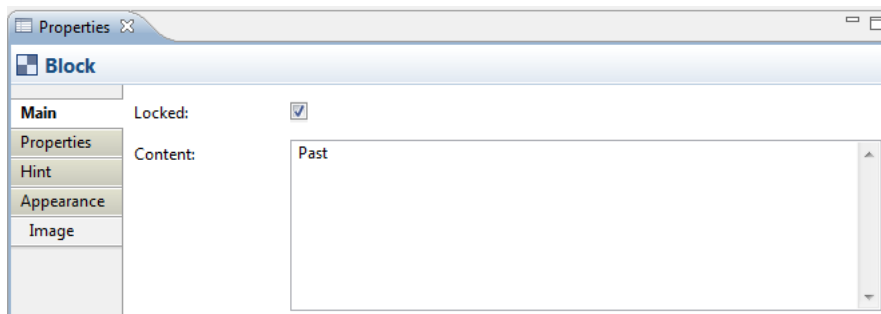 Properties
Block
Main
Locked:
Properties
Content:
Past
Hint
Appearance
Image